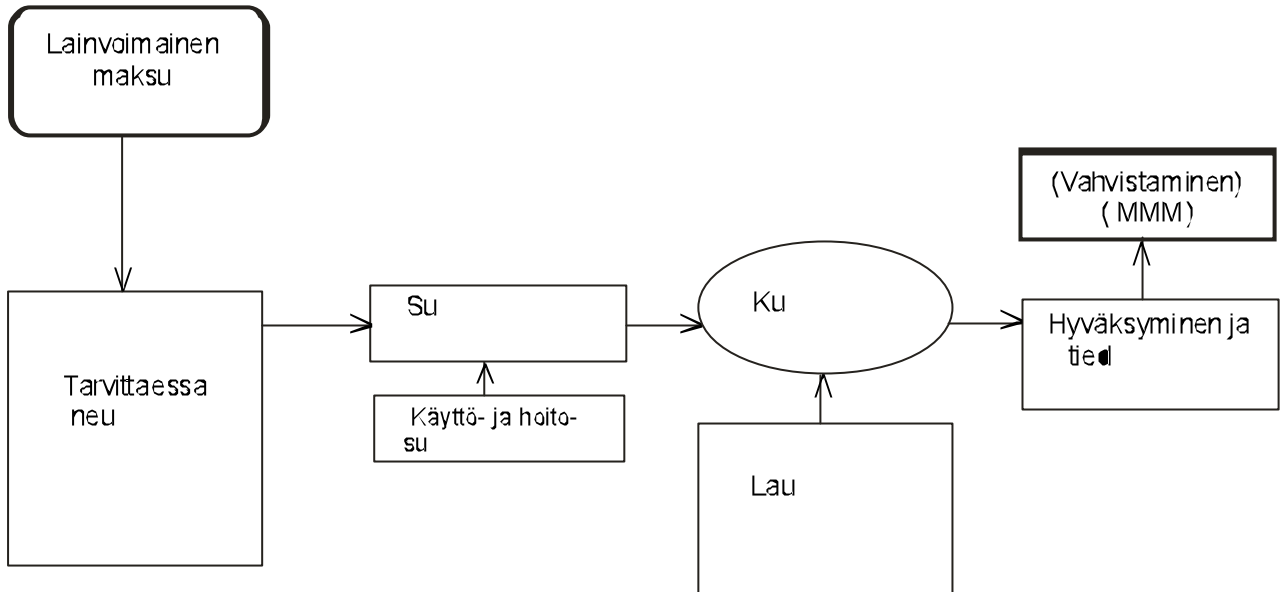 Lainvoimainen
maksu
(Vahvistaminen)
( MMM )
Su
Ku
Hyväksyminen ja
tied
Tarvittaessa
neu
Käyttö- ja hoito-
su
Lau